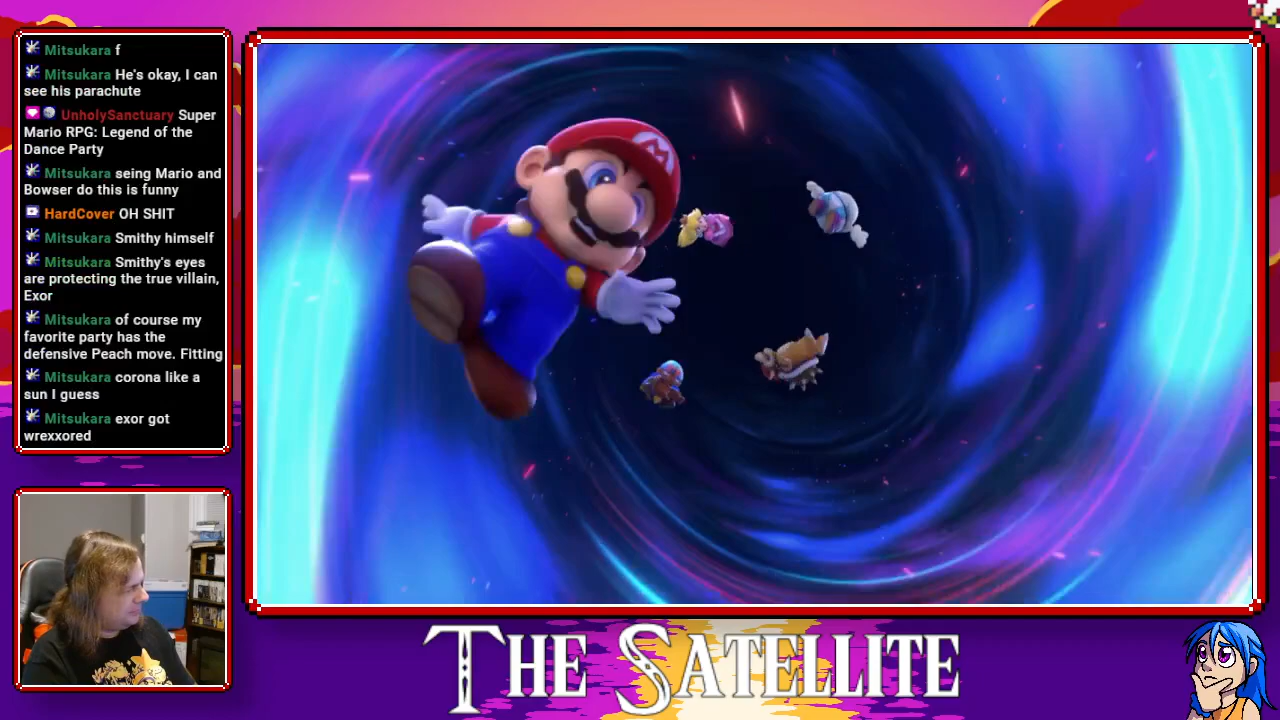 Mitsukara f
Mitsukara He's okay, I can
see his parachute
UnholySanctuary Super
Mario RPG: Legend of the
Dance Party
Mitsukara seing Mario and
Bowser do this is funny
HardCover OH SHIT
Mitsukara Smithy himself
Mitsukara Smithy's eyes
are protecting the true villain,
Exor
Mitsukara of course my
favorite party has the
defensive Peach move. Fitting
Mitsukara corona like a
sun I guess
Mitsukara exor got
wrexxored
M
THE SATELLITE